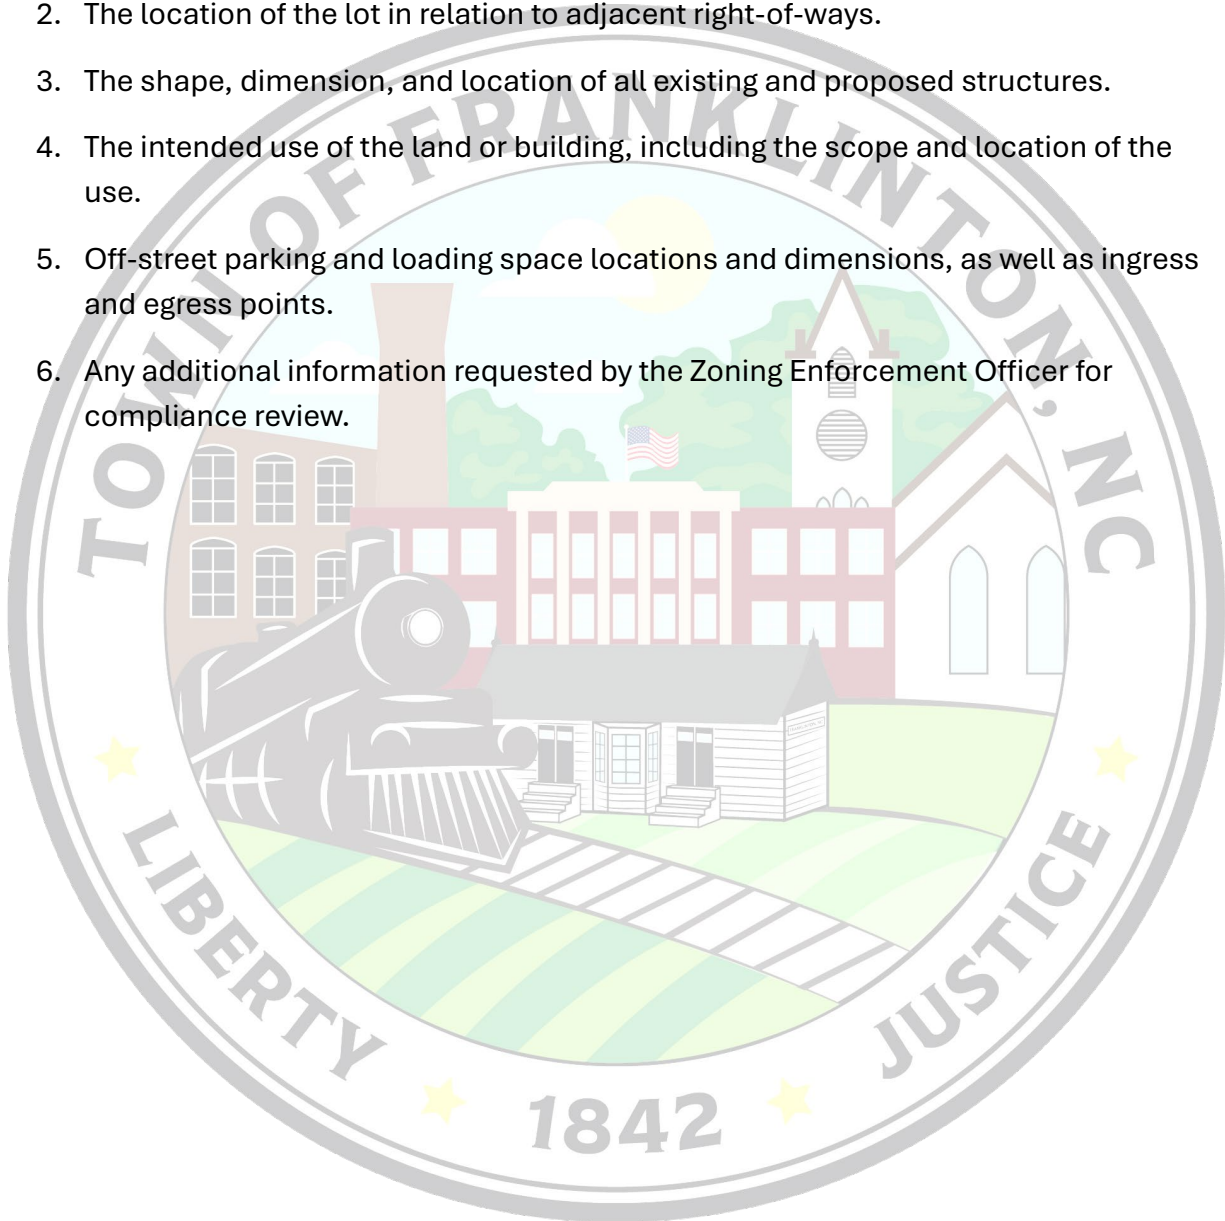 2. The location of the lot in relation to adjacent right-of-ways.
3. The shape, dimension, and location of all existing and proposed structures.
4. The intended use of the land or building, including the scope and location of the
use.
5. Off-street parking and loading space locations and dimensions, as well as ingress
and egress points.
6. Any additional information requested by the Zoning Enforcement Officer for
compliance review.
TOWN OF FRANKLINTON, NC
LIBERTY
1842
JUSTICE